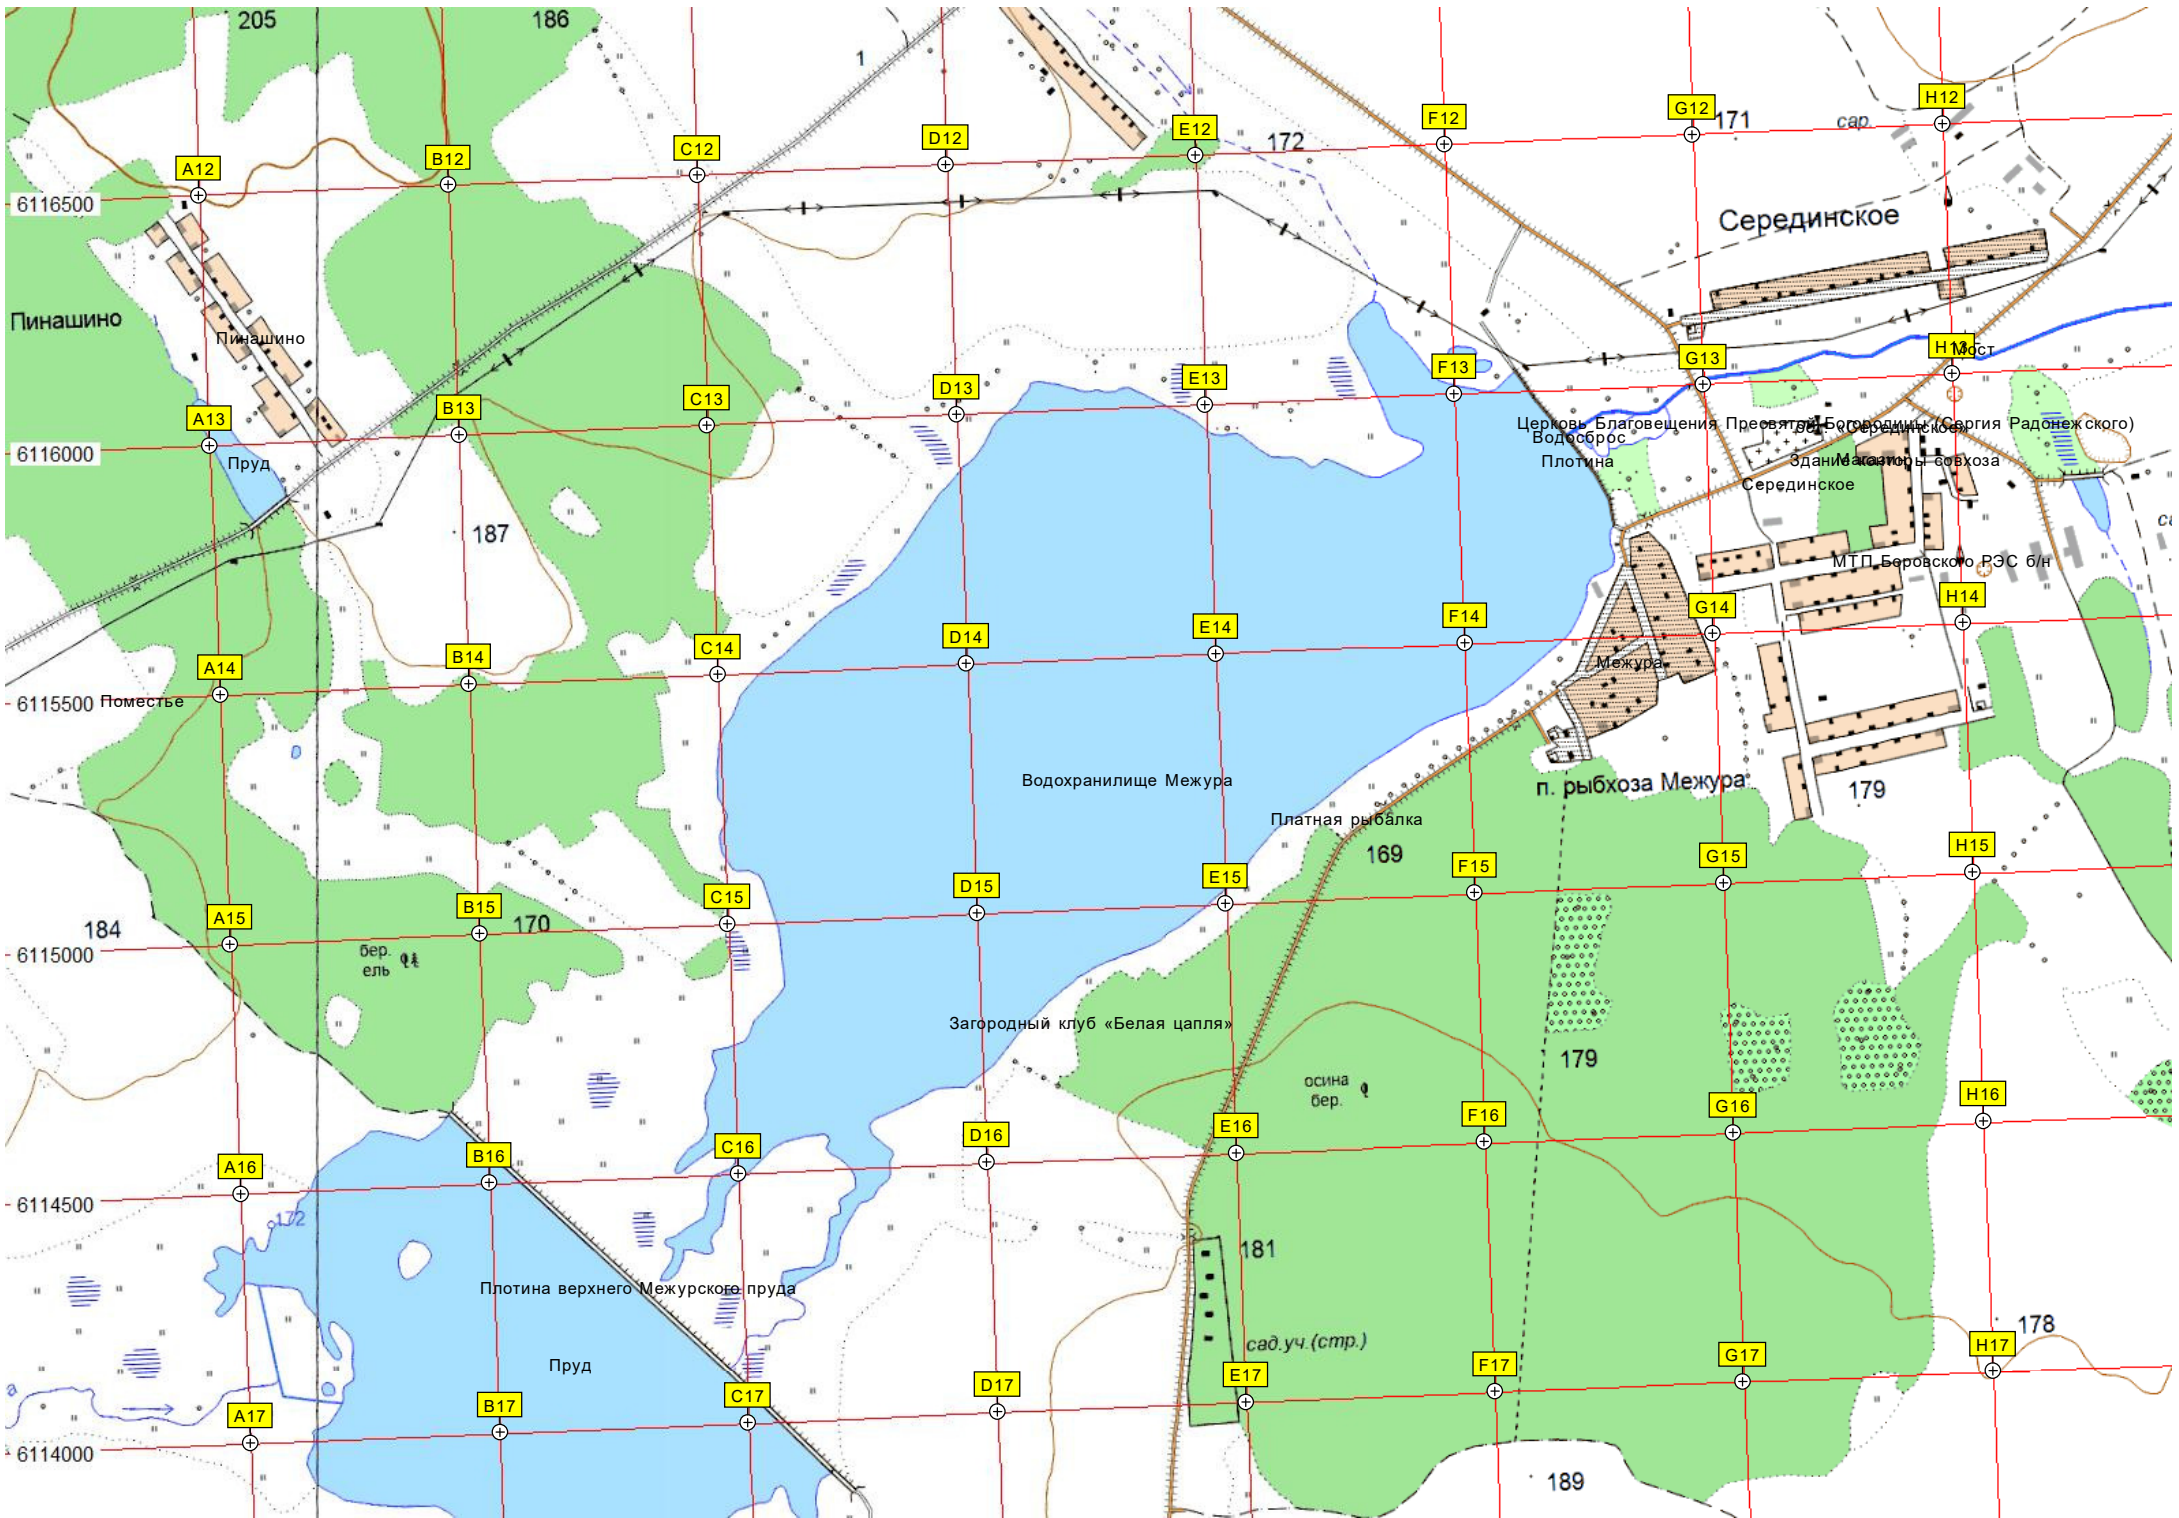 205
186
1
A12
B12
C12
D12
E12
172
F12
G12
171
сар.
H12
6116500
Серединское
Пинашино
Пинашино
A13
B13
C13
D13
E13
F13
G13
H13
Мост
6116000
Пруд
Церковь Благовещения Пресвятой Богородицы (Сергия Радонежского)
Водосброс
Плотина
Здание конторы совхоза
Магазин
Серединское
187
МТП Боровского РЭС б/н
A14
B14
C14
D14
E14
F14
G14
H14
6115500
Поместье
Межура
Водохранилище Межура
п. рыбхоза Межура
179
Платная рыбалка
169
A15
B15
C15
D15
E15
F15
G15
H15
184
170
6115000
бер.
ель
Загородный клуб «Белая цапля»
179
осина
бер.
A16
B16
C16
D16
E16
F16
G16
H16
6114500
172
181
Плотина верхнего Межурского пруда
178
сад.уч.(стр.)
Пруд
A17
B17
C17
D17
E17
F17
G17
H17
6114000
189